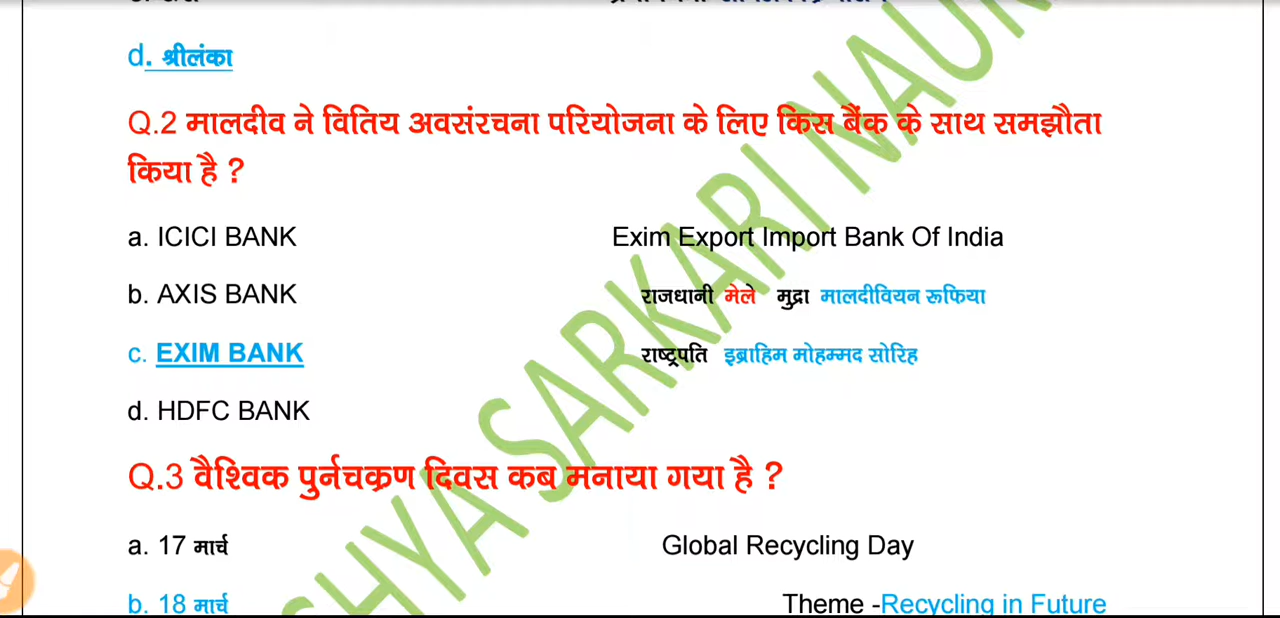 d. श्रीलंका
Q.2 मालदीव ने वितिय अवसंरचना परियोजना के लिए किस बैंक के साथ समझौता
किया है ?
a. ICICI BANK Exim Export Import Bank Of India
b. AXIS BANK राजधानी मेले मुद्रा मालदीवियन रूफिया
c. EXIM BANK राष्ट्रपति इब्राहिम मोहम्मद सोरिह
d. HDFC BANK
Q.3 वैश्विक पुर्नचक्रण दिवस कब मनाया गया है ?
a. 17 मार्च Global Recycling Day
b. 18 मार्च Theme -Recycling in Future
SARKARI